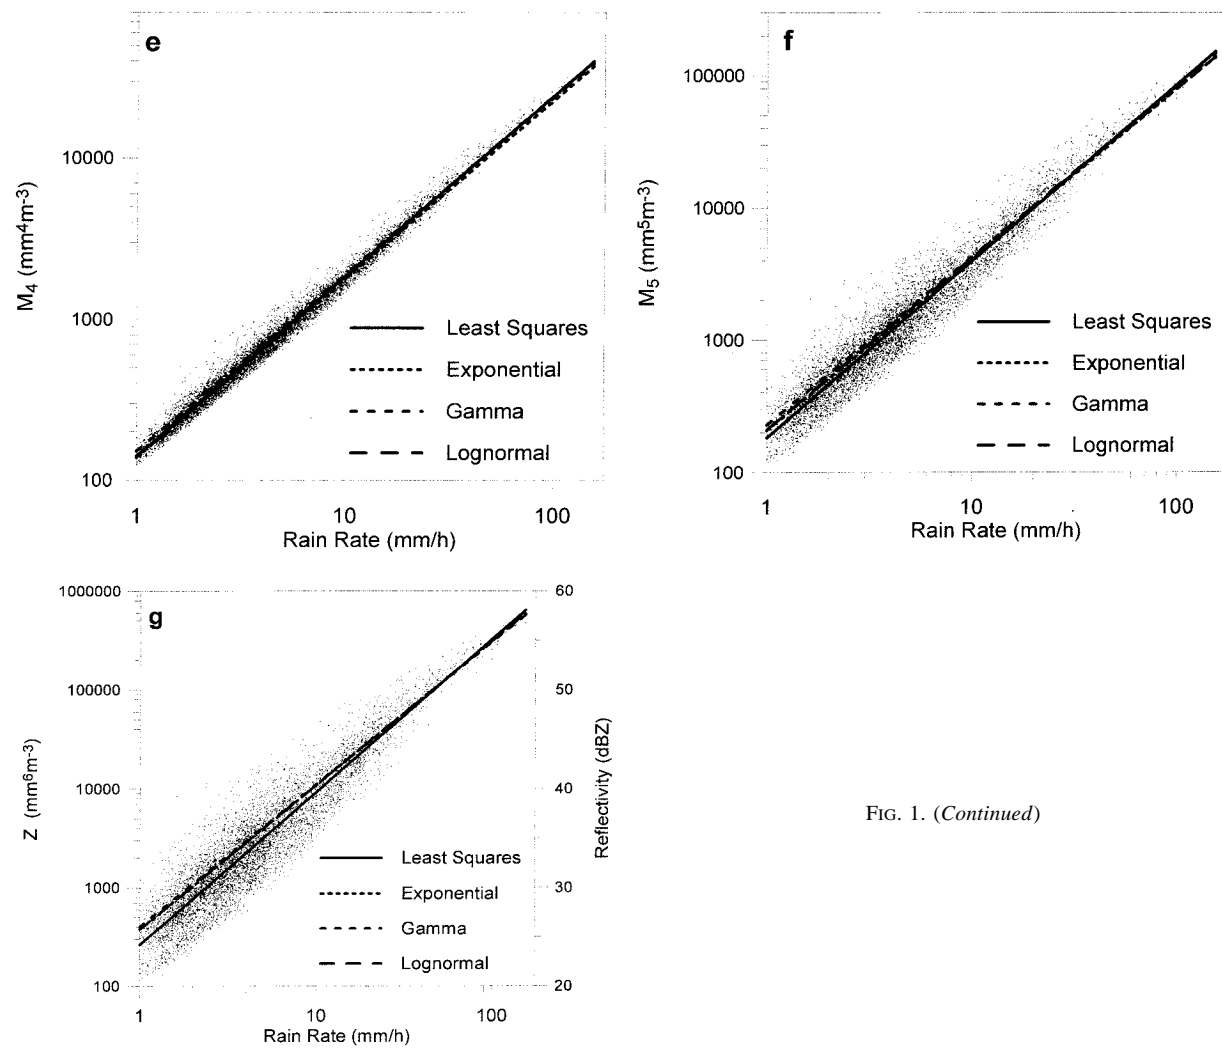 e
10000
1000
100
M4 (mm4m-3)
Least Squares
Exponential
Gamma
Lognormal
1 10 100
Rain Rate (mm/h)
f
100000
10000
1000
100
M5 (mm5m-3)
Least Squares
Exponential
Gamma
Lognormal
1 10 100
Rain Rate (mm/h)
g
1000000
100000
10000
1000
100
Z (mm6m-3)
60
50
40
30
20
Reflectivity (dBZ)
Least Squares
Exponential
Gamma
Lognormal
1 10 100
Rain Rate (mm/h)
FIG. 1. (Continued)